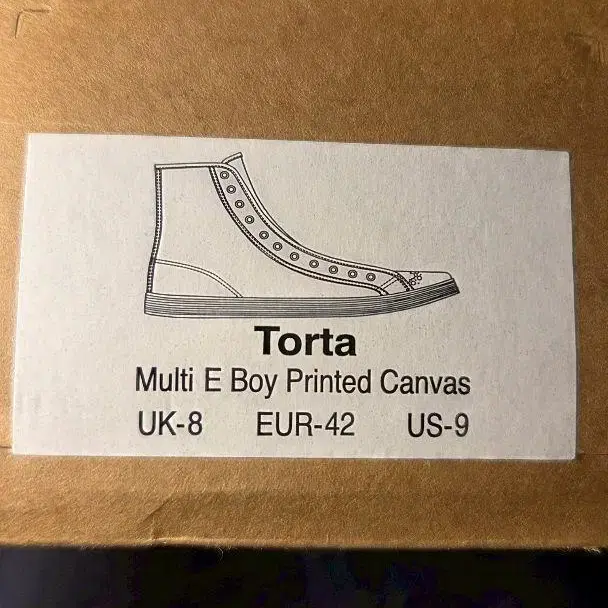 Torta
Multi E Boy Printed Canvas
UK-8 EUR-42 US-9